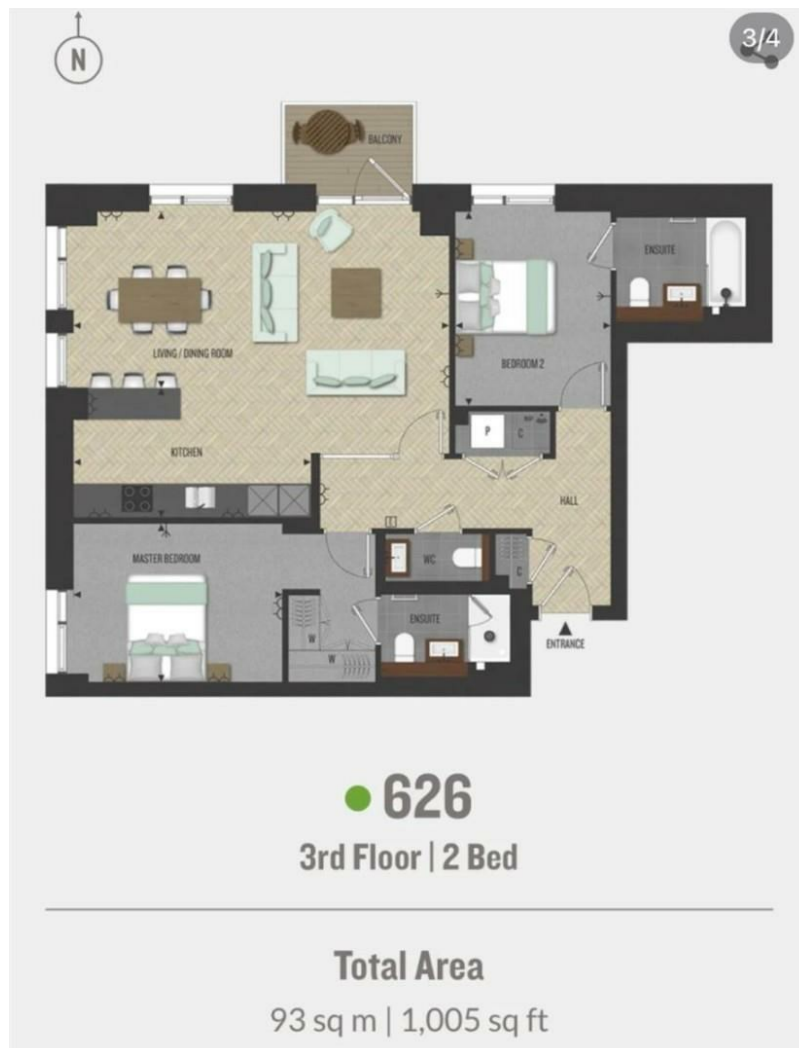 N
3/4
BALCONY
ENSUITE
LIVING / DINING ROOM
BEDROOM 2
P
C
KITCHEN
HALL
MASTER BEDROOM
WC
C
ENSUITE
W
W
ENTRANCE
626
3rd Floor | 2 Bed
Total Area
93 sq m | 1,005 sq ft